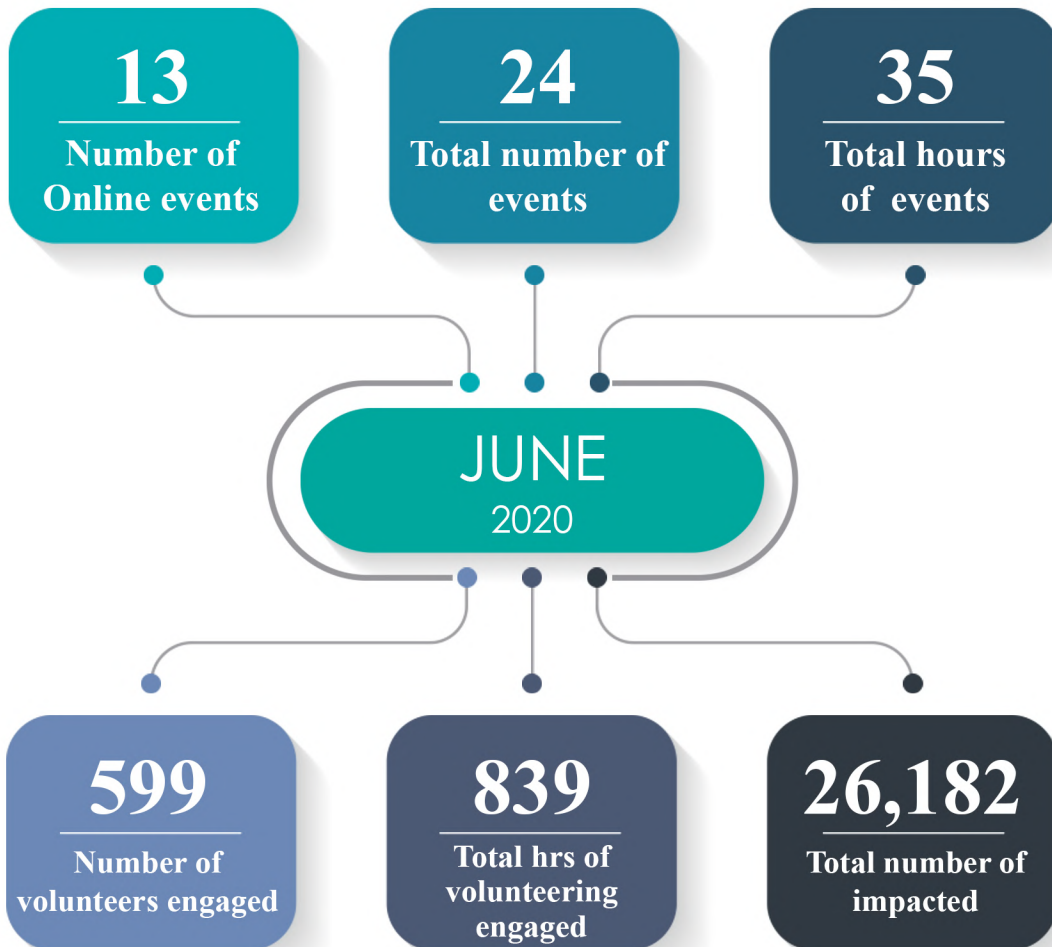 13
Number of
Online events
24
Total number of
events
35
Total hours
of events
JUNE
2020
599
Number of
volunteers engaged
839
Total hrs of
volunteering
engaged
26,182
Total number of
impacted